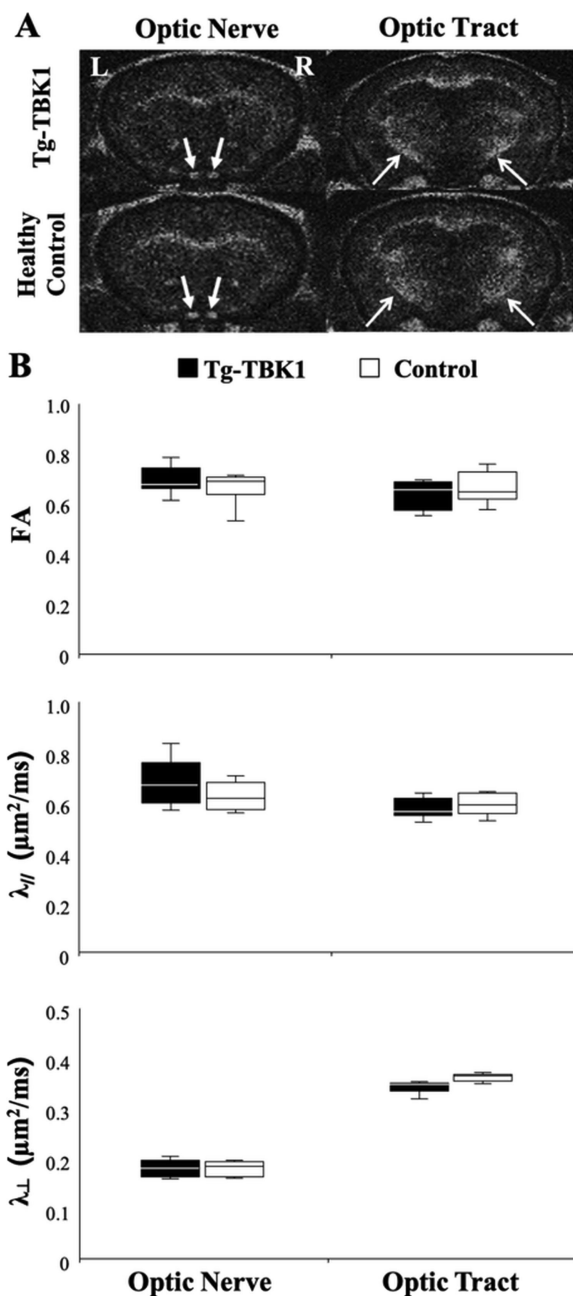 A
Optic Nerve
Optic Tract
L
R
Tg-TBK1
Healthy
Control
B
Tg-TBK1
Control
1.0
0.8
0.6
0.4
0.2
0
FA
1.0
0.8
0.6
0.4
0.2
0
λ// (µm²/ms)
0.5
0.4
0.3
0.2
0.1
0
λ⊥ (µm²/ms)
Optic Nerve
Optic Tract